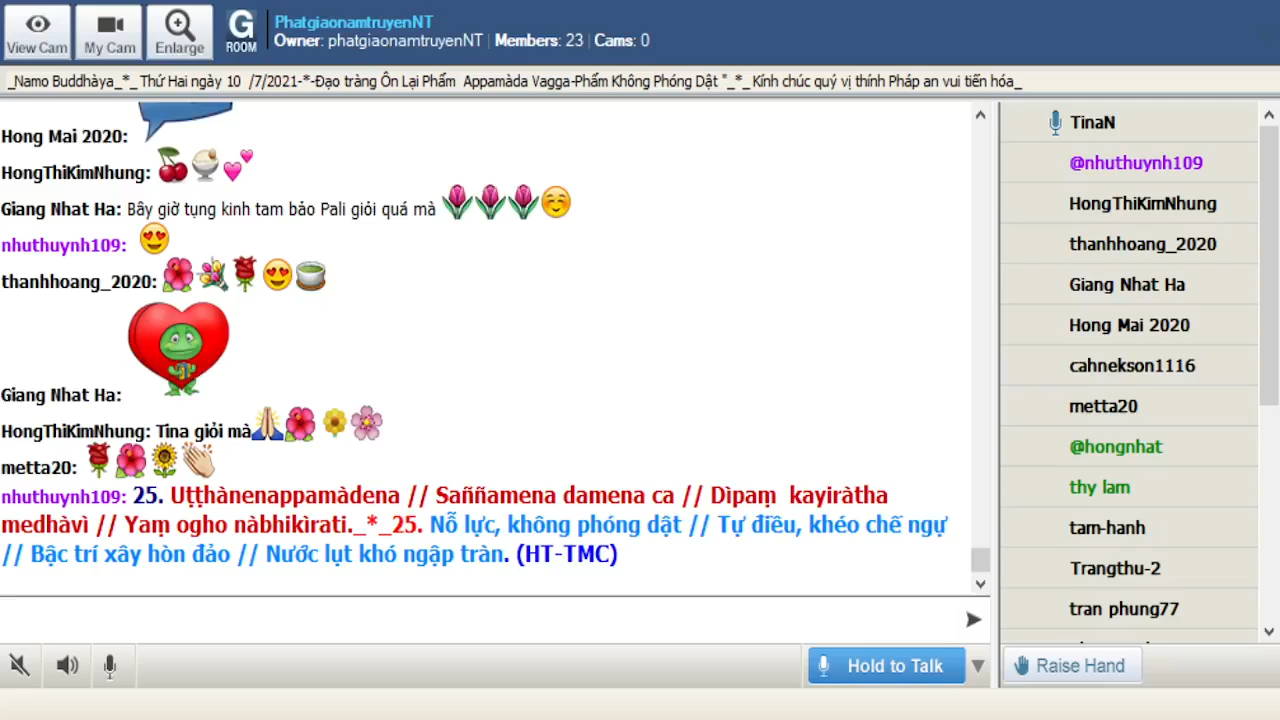 View Cam
My Cam
Enlarge
G
ROOM
PhatgiaonamtruyenNT
Owner: phatgiaonamtruyenNT | Members: 23 | Cams: 0
_Namo Buddhàya_*_Thứ Hai ngày 10 /7/2021-*-Đạo tràng Ôn Lại Phẩm Appamàda Vagga-Phẩm Không Phóng Dật "_*_Kính chúc quý vị thính Pháp an vui tiến hóa_
Hong Mai 2020:
HongThiKimNhung:
Giang Nhat Ha: Bây giờ tụng kinh tam bảo Pali giỏi quá mà
nhuthuynh109:
thanhhoang_2020:
Giang Nhat Ha:
HongThiKimNhung: Tina giỏi mà
metta20:
nhuthuynh109: 25. Uṭṭhànenappamàdena // Saññamena damena ca // Dìpaṃ kayiràtha
medhàvì // Yaṃ ogho nàbhikìrati._*_25. Nỗ lực, không phóng dật // Tự điều, khéo chế ngự
// Bậc trí xây hòn đảo // Nước lụt khó ngập tràn. (HT-TMC)
TinaN
@nhuthuynh109
HongThiKimNhung
thanhhoang_2020
Giang Nhat Ha
Hong Mai 2020
cahnekson1116
metta20
@hongnhat
thy lam
tam-hanh
Trangthu-2
tran phung77
Hold to Talk
Raise Hand